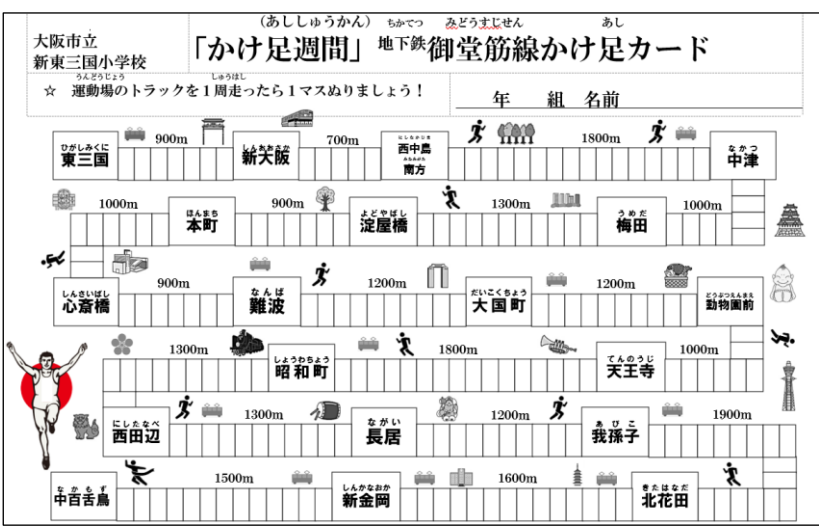 大阪市立
新東三国小学校
（あししゅうかん） ちかてつ みどうすじせん あし
「かけ足週間」地下鉄御堂筋線かけ足カード
うんどうじょう しゅうはし
☆ 運動場のトラックを１周走ったら１マスぬりましょう！
年 組 名前
900m 700m 1800m
ひがしみくに しんおおさか にしなかじま みなみがた なかつ
東三国 新大阪 西中島 南方 中津
1000m 900m 1300m 1000m
ほんまち よどやばし うめだ
本町 淀屋橋 梅田
900m 1200m 1200m
しんさいばし なんば だいこくちょう どうぶつえんまえ
心斎橋 難波 大国町 動物園前
1300m 1800m 1000m
しょうわちょう てんのうじ
昭和町 天王寺
1300m 1200m 1900m
にしたなべ ながい あびこ
西田辺 長居 我孫子
1500m 1600m
なかもず しんかなおか きたはなだ
中百舌鳥 新金岡 北花田